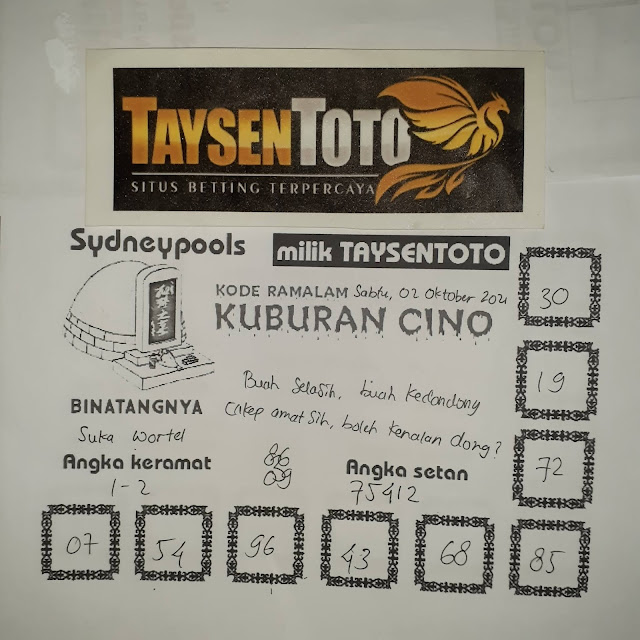 TAYSENTOTO
SITUS BETTING TERPERCAYA
Sydneypools
milik TAYSENTOTO
KODE RAMALAM Sabtu, 02 Oktober 2021
KUBURAN CINO
30
19
72
Buah Selasih, buah Kedondong
Cakep amat Sih, boleh Kenalan dong?
BINATANGNYA
Suka wortel
Angka keramat
1-2
Angka setan
75412
07 54 96 43 68 85